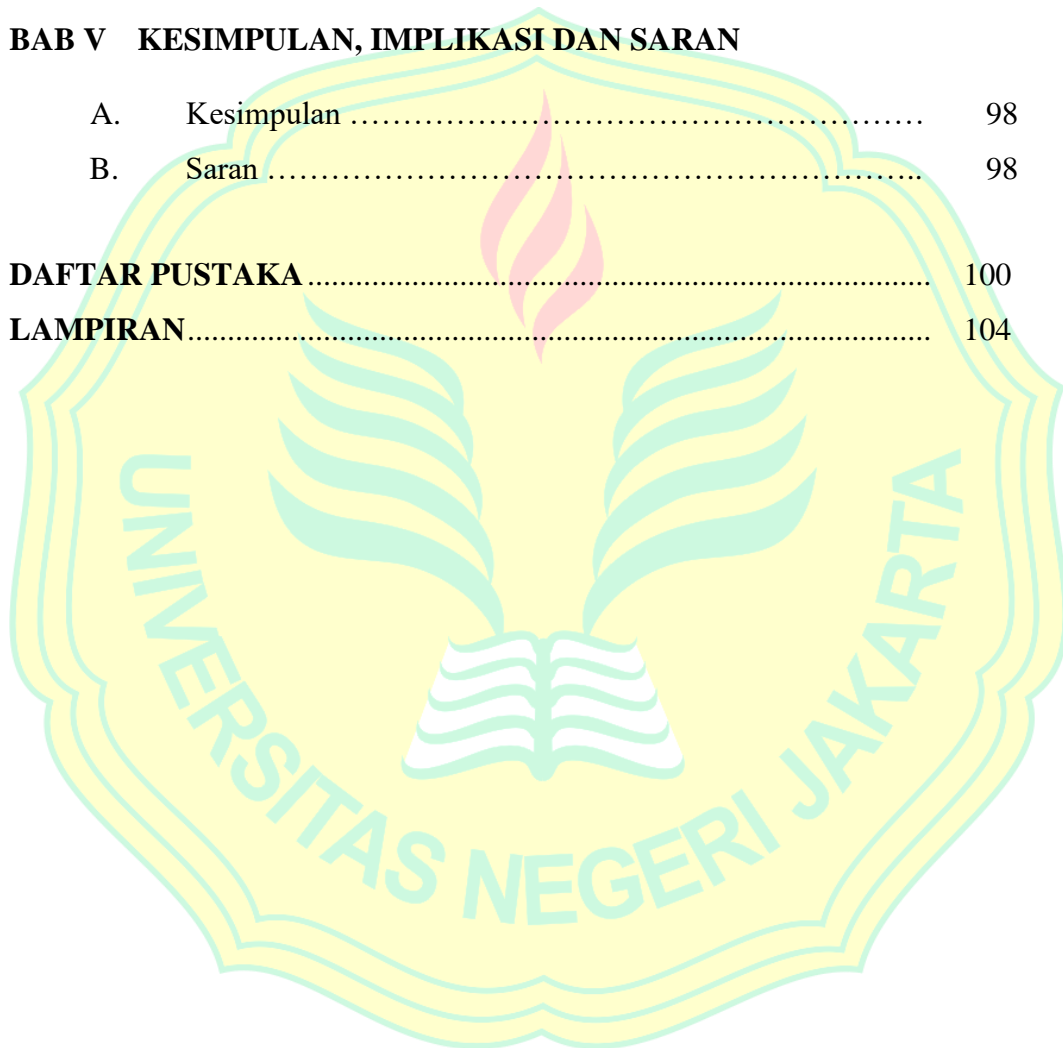 BAB V KESIMPULAN, IMPLIKASI DAN SARAN
A. Kesimpulan ……………………………………………… 98
B. Saran …………………………………………………….. 98
DAFTAR PUSTAKA ........................................................................................ 100
LAMPIRAN......................................................................................................... 104
UNIVERSITAS NEGERI JAKARTA